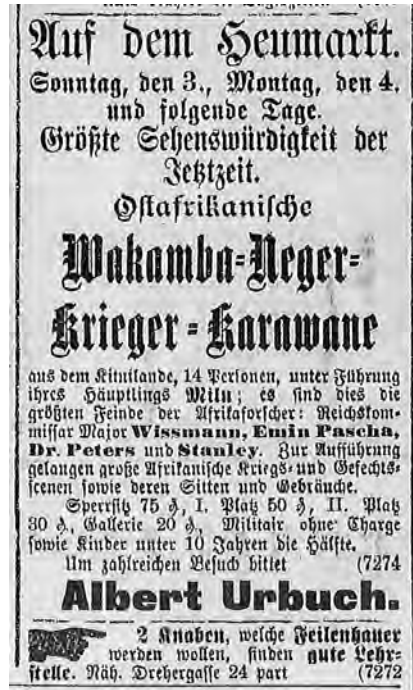 Auf dem Heumarkt.
Sonntag, den 3., Montag, den 4.
und folgende Tage.
Größte Sehenswürdigkeit der
Jetztzeit.
Ostafrikanische
Wakamba-Neger-
Krieger-Karawane
aus dem Kituilande, 14 Personen, unter Führung
ihres Häuptlings Milu; es sind dies die
größten Feinde der Afrikaforscher: Reichskom-
missar Major Wissmann, Emin Pascha,
Dr. Peters und Stanley. Zur Aufführung
gelangen große Afrikanische Kriegs- und Gefechts-
scenen sowie deren Sitten und Gebräuche.
Sperrsitz 75 ₰, I. Platz 50 ₰, II. Platz
30 ₰, Gallerie 20 ₰, Militair ohne Charge
sowie Kinder unter 10 Jahren die Hälfte.
Um zahlreichen Besuch bittet (7274
Albert Urbuch.
2 Knaben, welche Feilenhauer
werden wollen, finden gute Lehr-
stelle. Näh. Drehergasse 24 part (7272